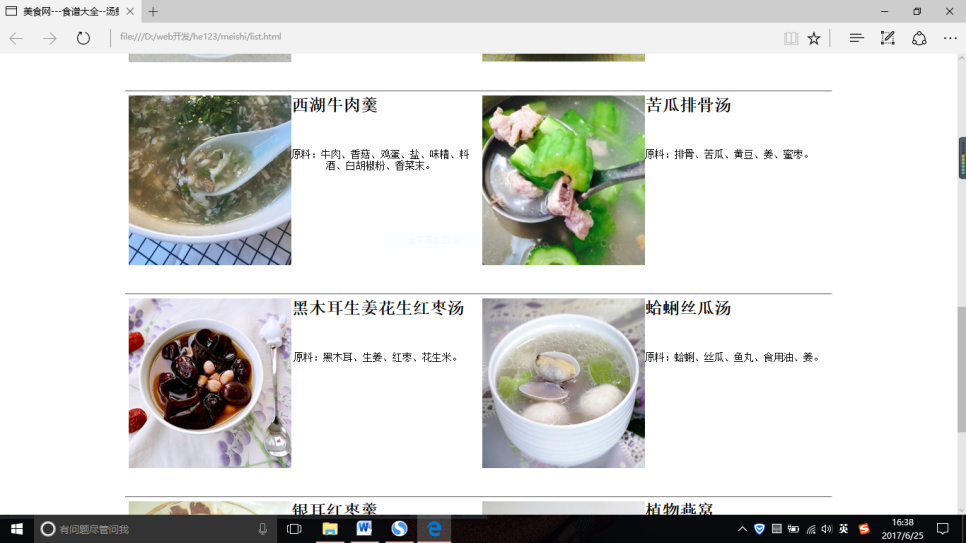 美食网---食谱大全--汤
file:///D:/web开发/he123/meishi/list.html
西湖牛肉羹
苦瓜排骨汤
原料：牛肉、香菇、鸡蛋、盐、味精、料
酒、白胡椒粉、香菜末。
原料：排骨、苦瓜、黄豆、姜、蜜枣。
黑木耳生姜花生红枣汤
蛤蜊丝瓜汤
原料：黑木耳、生姜、红枣、花生米。
原料：蛤蜊、丝瓜、鱼丸、食用油、姜。
银耳红枣羹
植物燕窝
有问题尽管问我
英
16:38
2017/6/25